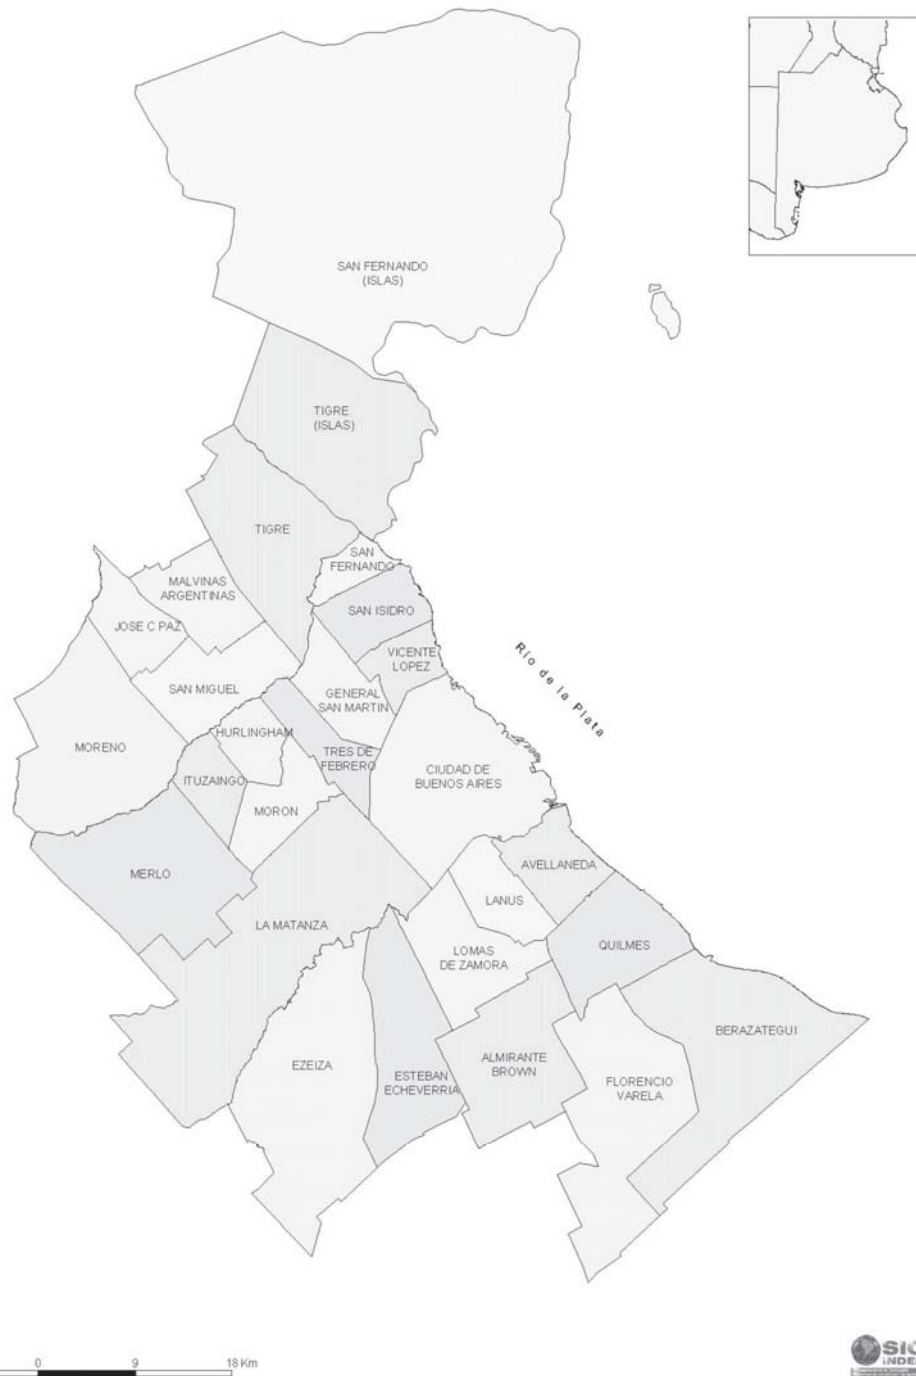 SAN FERNANDO
(ISLAS)
TIGRE
(ISLAS)
TIGRE
SAN
FERNANDO
MALVINAS
ARGENTINAS
SAN ISIDRO
JOSE C PAZ
VICENTE
LOPEZ
Río de la Plata
SAN MIGUEL
GENERAL
SAN MARTIN
HURLINGHAM
MORENO
TRES DE
FEBRERO
CIUDAD DE
BUENOS AIRES
ITUZAINGO
MORON
MERLO
AVELLANEDA
LANUS
LA MATANZA
QUILMES
LOMAS
DE ZAMORA
BERAZATEGUI
EZEIZA
ALMIRANTE
BROWN
ESTEBAN
ECHEVERRIA
FLORENCIO
VARELA
0 9 18 Km
INDE